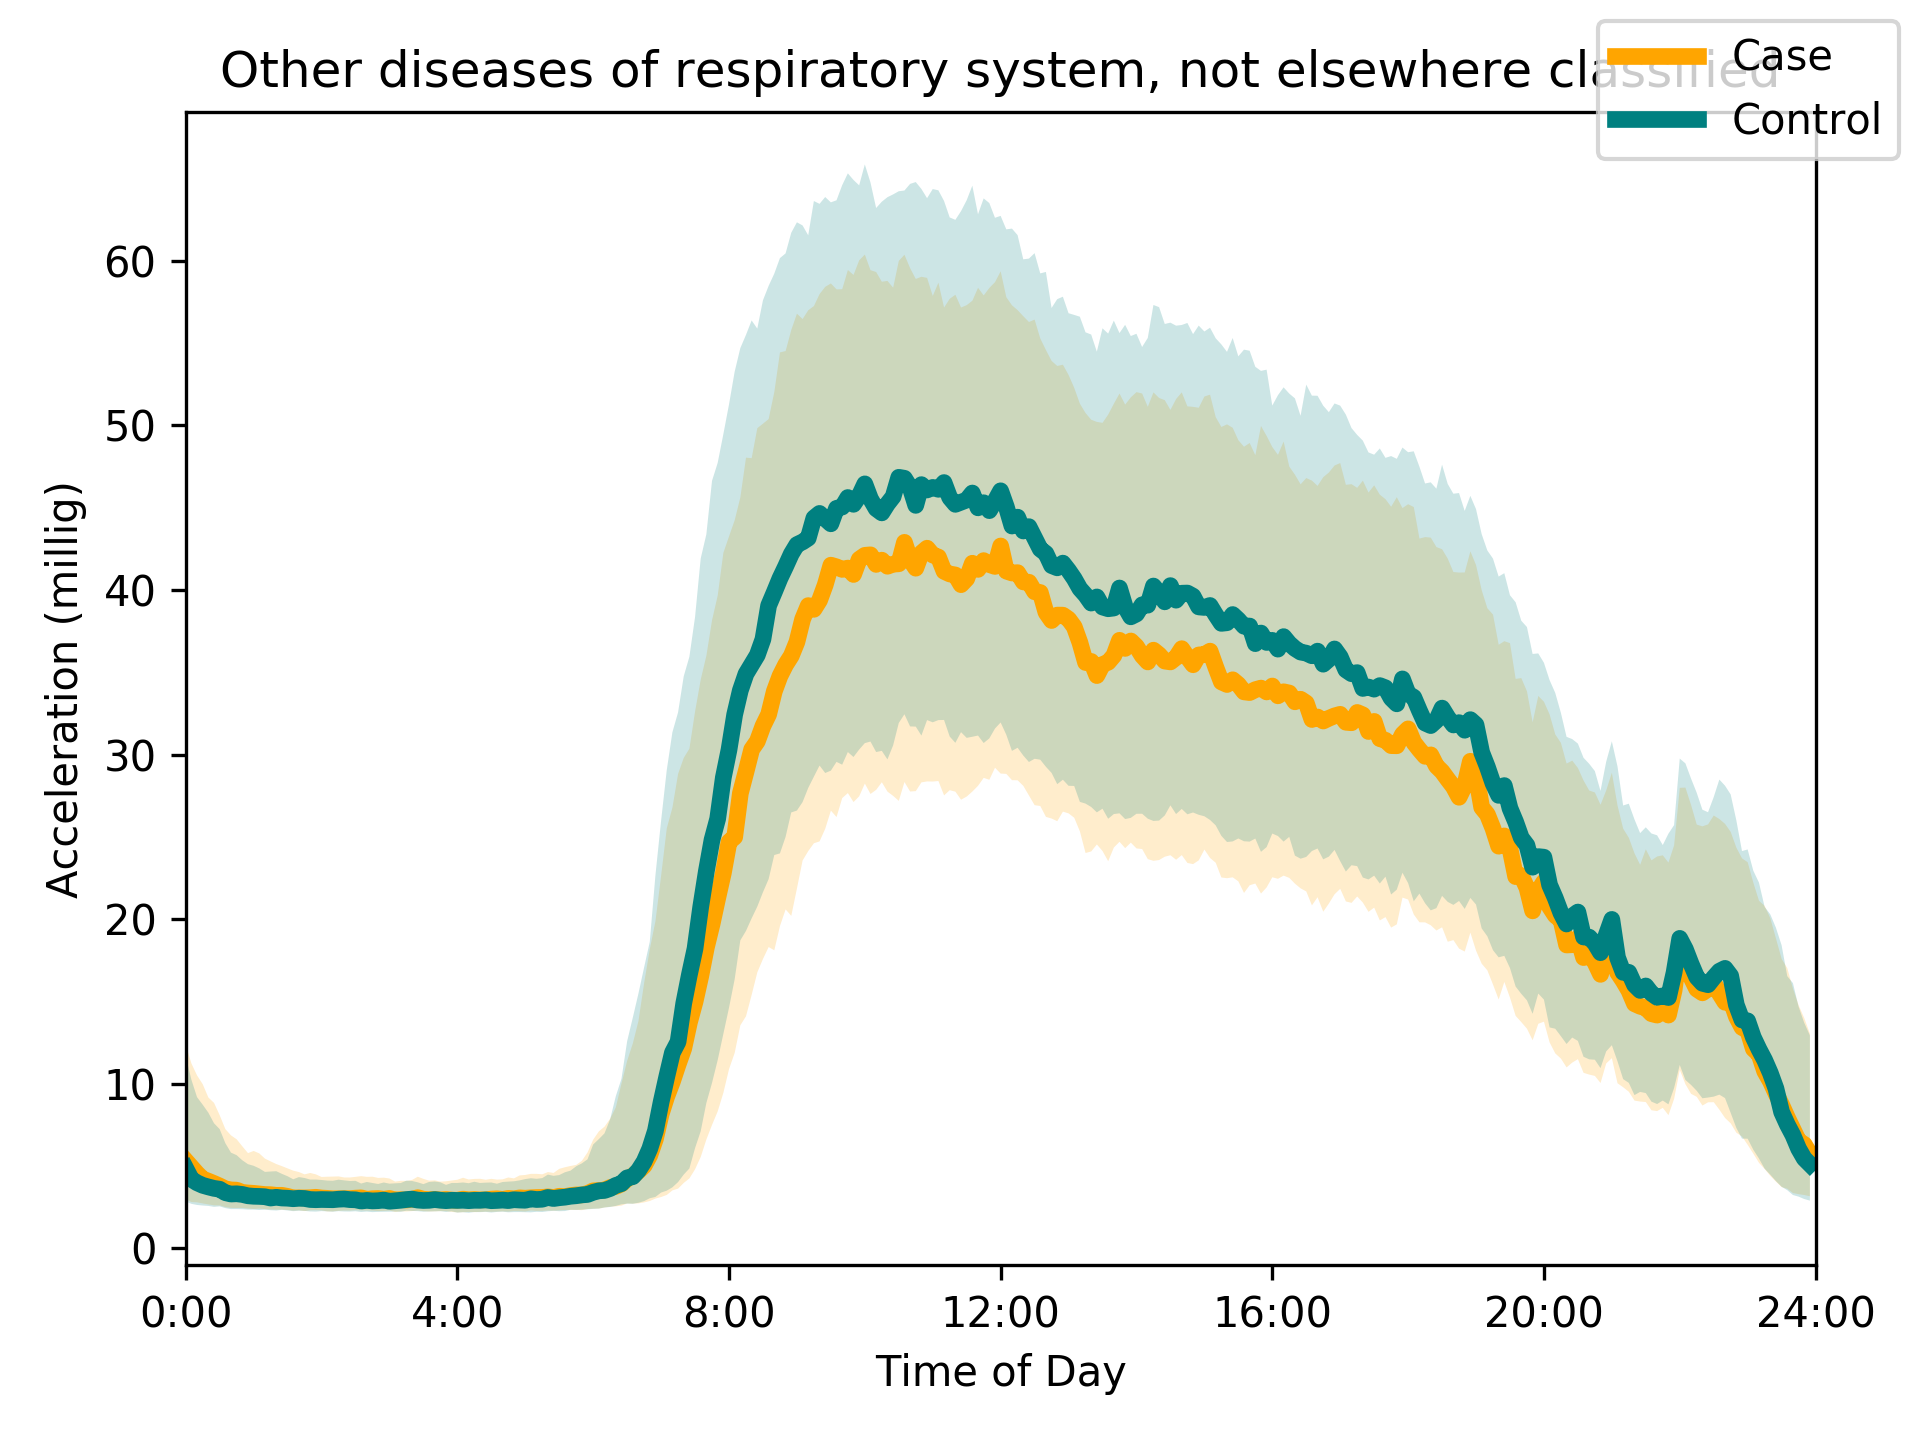 Other diseases of respiratory system, not elsewhere classified
Case
Control
Acceleration (millig)
60
50
40
30
20
10
0
0:00 4:00 8:00 12:00 16:00 20:00 24:00
Time of Day